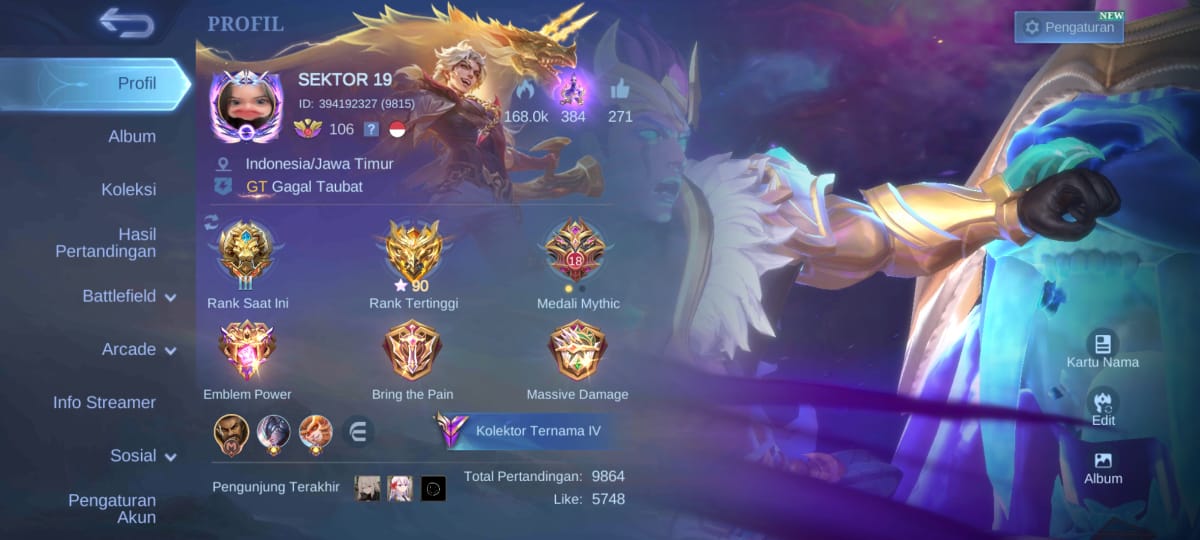 PROFIL
NEW
Pengaturan
Profil
Album
Koleksi
Hasil
Pertandingan
Battlefield
Arcade
Info Streamer
Sosial
Pengaturan
Akun
SEKTOR 19
ID: 394192327 (9815)
106 ?
168.0k 384 271
Indonesia/Jawa Timur
GT Gagal Taubat
III
90
18
Rank Saat Ini
Rank Tertinggi
Medali Mythic
Emblem Power
Bring the Pain
Massive Damage
Kolektor Ternama IV
Pengunjung Terakhir
Total Pertandingan: 9864
Like: 5748
Kartu Nama
Edit
Album